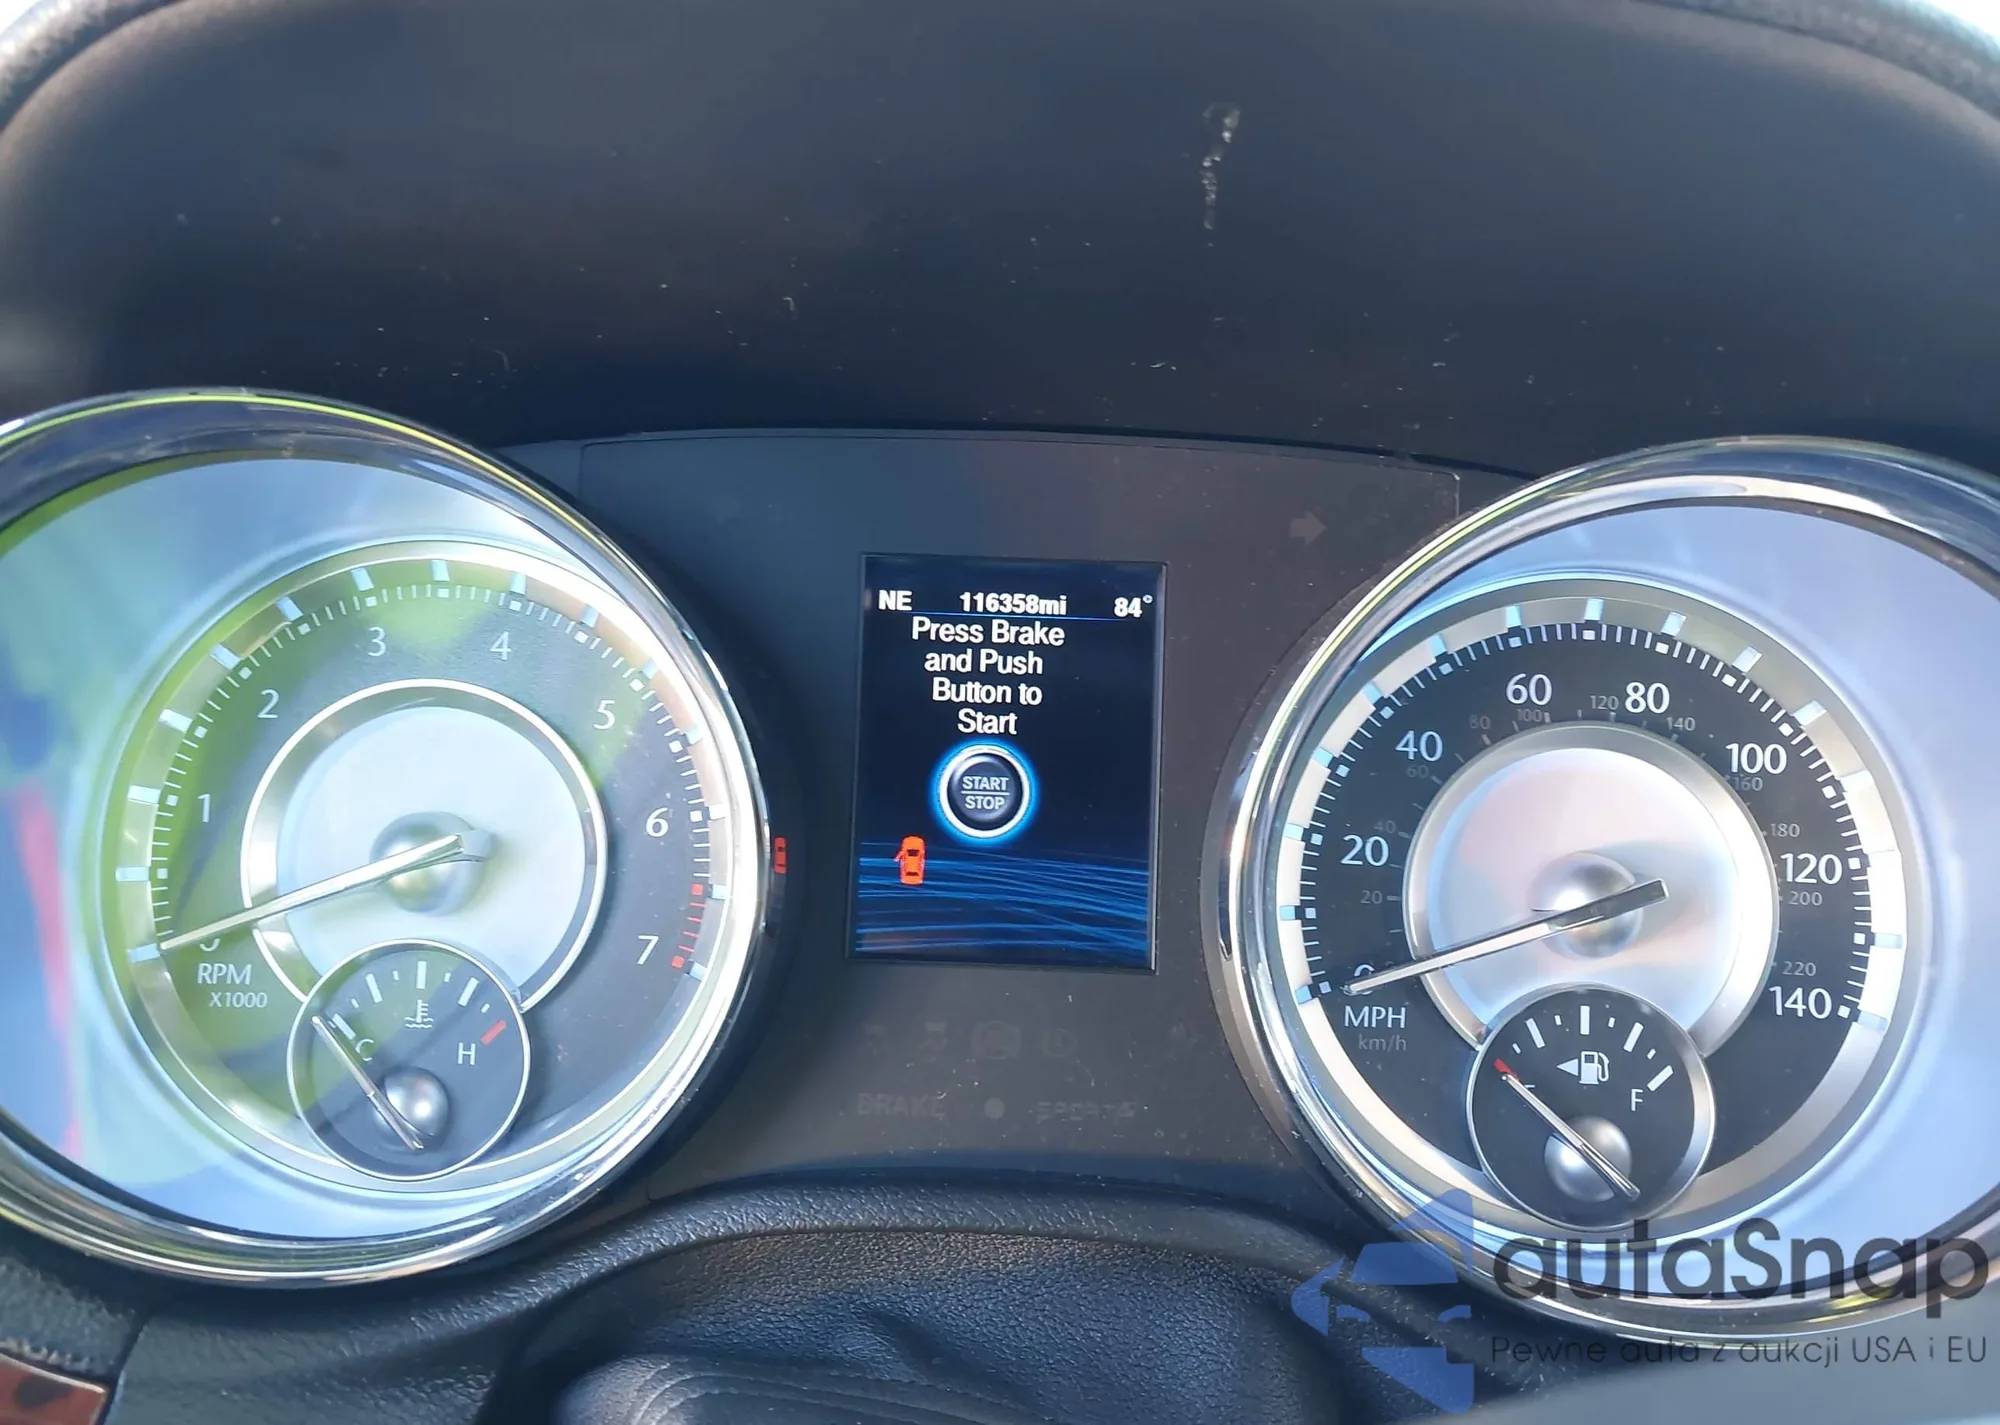 NE 116358mi 84°
Press Brake
and Push
Button to
Start
START
STOP
1
2
3
4
5
6
7
RPM
X1000
C
H
20
40
60
80
100
120
140
MPH
km/h
20
40
60
80
100
120
140
160
180
200
220
F
BRAKE
autaSnap
Pewne auta z aukcji USA i EU